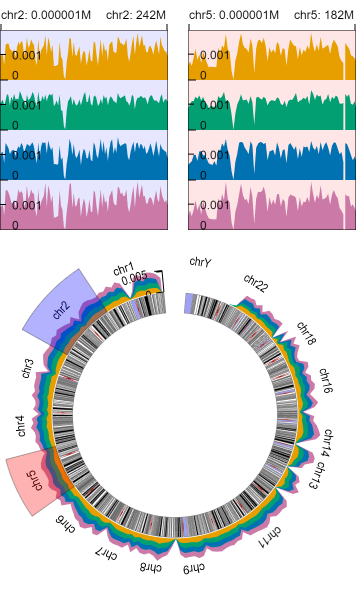 chr2: 0.000001M chr2: 242M
chr5: 0.000001M chr5: 182M
0.001
0.001
0
0
0.001
0.001
0
0
0.001
0.001
0
0
0.001
0.001
0
0
chr1
chrY
0.005
0
chr22
chr2
chr18
chr3
chr16
chr4
chr14
chr5
chr13
chr6
chr11
chr7
chr8
chr9